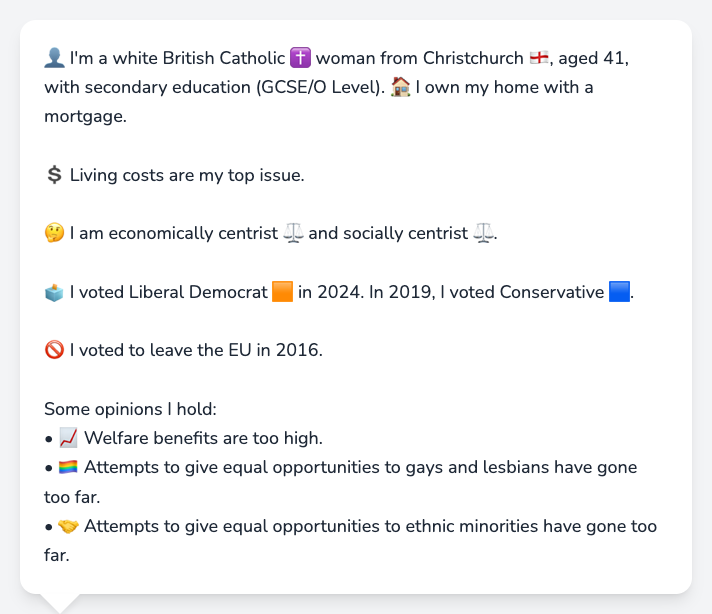 👤 I'm a white British Catholic ✝️ woman from Christchurch 🏴󠁧󠁢󠁥󠁮󠁧󠁿, aged 41,
with secondary education (GCSE/O Level). 🏠 I own my home with a
mortgage.
💲 Living costs are my top issue.
🤔 I am economically centrist ⚖️ and socially centrist ⚖️.
🗳️ I voted Liberal Democrat 🟧 in 2024. In 2019, I voted Conservative 🟦.
🚫 I voted to leave the EU in 2016.
Some opinions I hold:
• 📈 Welfare benefits are too high.
• 🏳️‍🌈 Attempts to give equal opportunities to gays and lesbians have gone
too far.
• 🤝 Attempts to give equal opportunities to ethnic minorities have gone too
far.